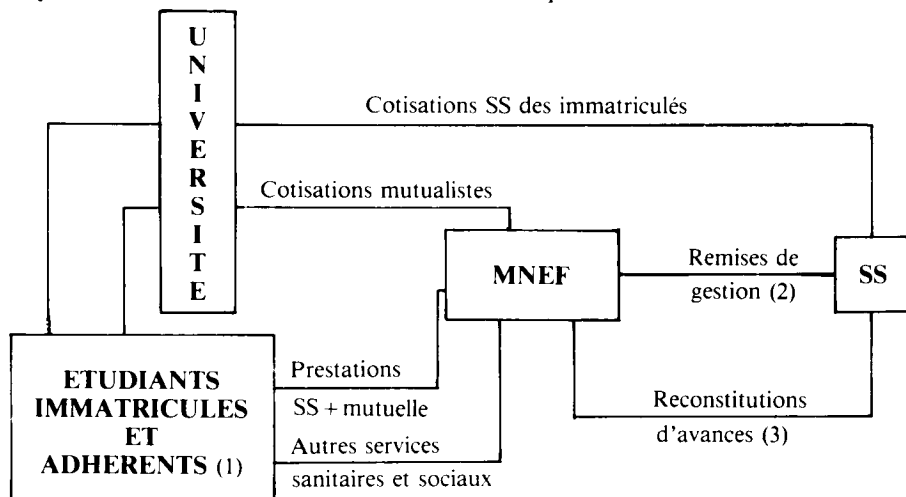 UNIVERSITE
Cotisations SS des immatriculés
Cotisations mutualistes
MNEF
Remises de
gestion (2)
SS
ETUDIANTS
IMMATRICULES
ET
ADHERENTS (1)
Prestations
SS + mutuelle
Autres services
sanitaires et sociaux
Reconstitutions
d'avances (3)